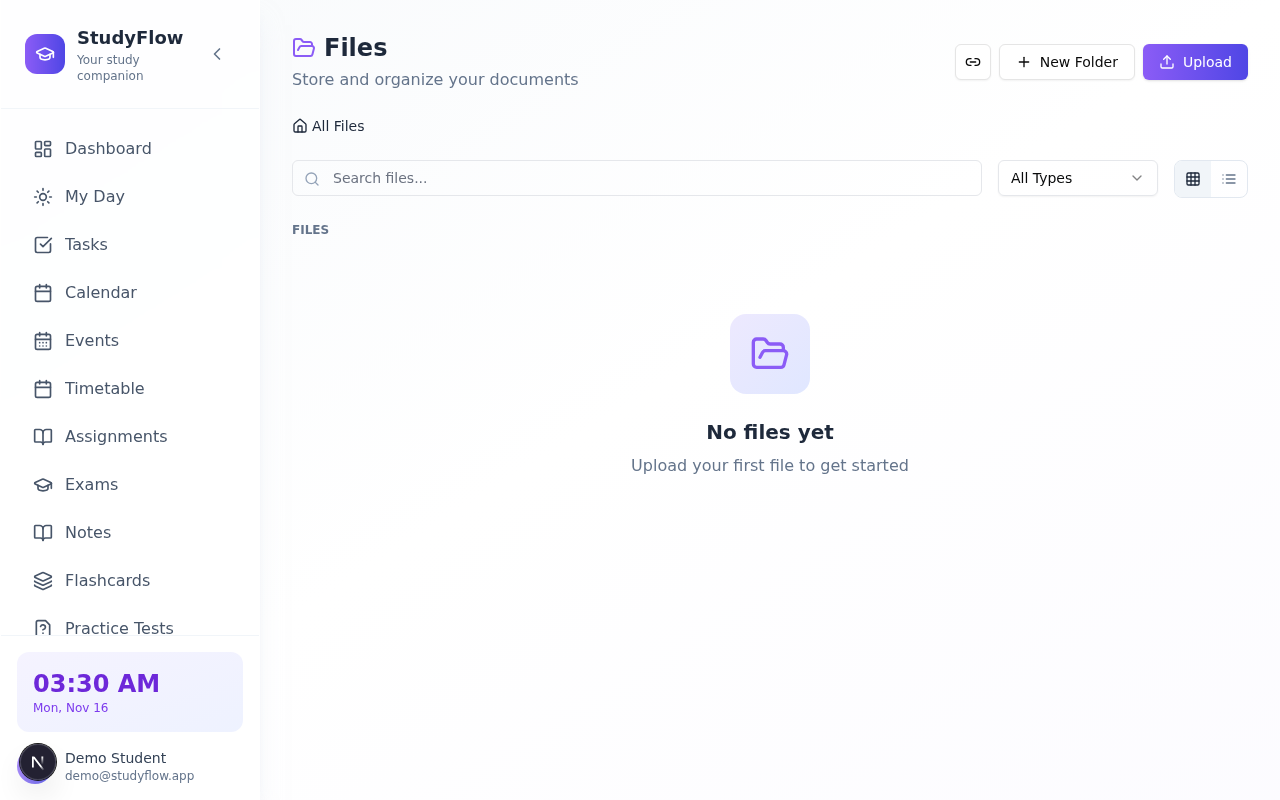 StudyFlow
Your study
companion
Dashboard
My Day
Tasks
Calendar
Events
Timetable
Assignments
Exams
Notes
Flashcards
Practice Tests
03:30 AM
Mon, Nov 16
N
Demo Student
demo@studyflow.app
Files
Store and organize your documents
New Folder
Upload
All Files
Search files...
All Types
FILES
No files yet
Upload your first file to get started